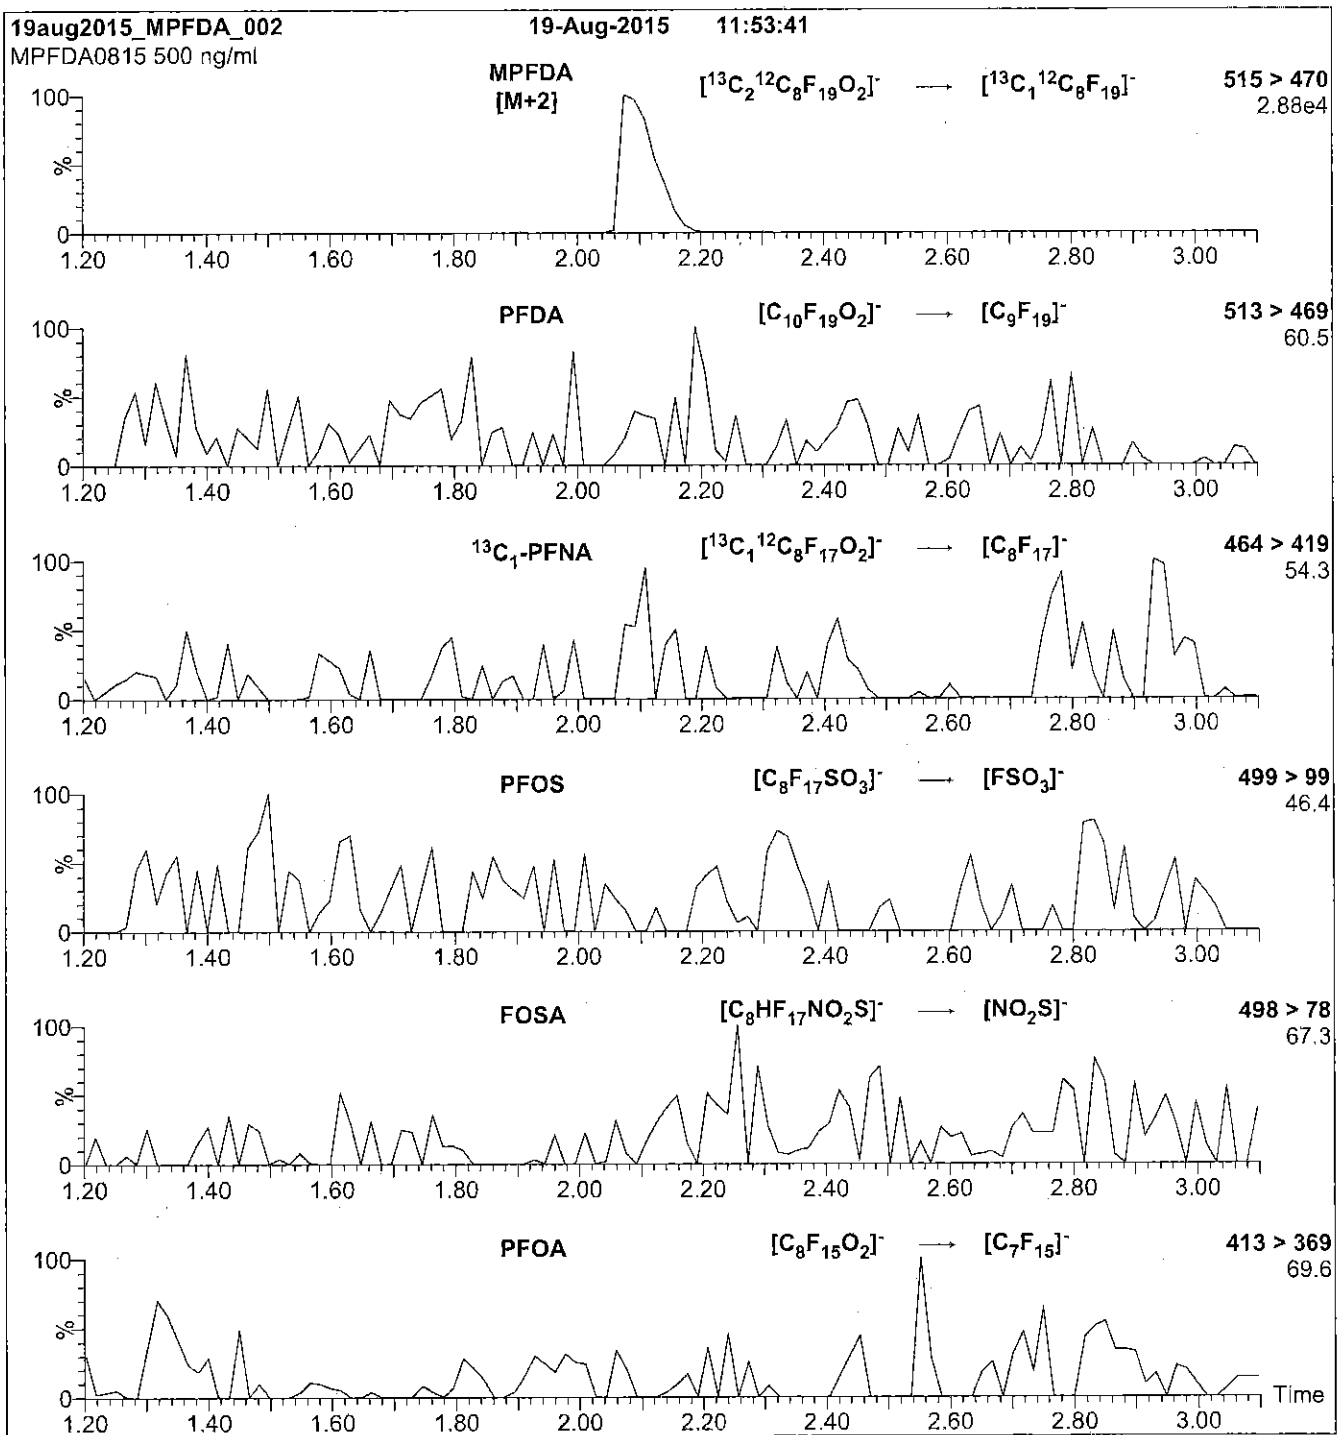 19aug2015_MPFDA_002 19-Aug-2015 11:53:41
MPFDA0815 500 ng/ml
MPFDA [¹³C₂¹²C₈F₁₉O₂]⁻ → [¹³C₁¹²C₈F₁₉]⁻ 515 > 470
[M+2] 2.88e4
100
%
0
1.20 1.40 1.60 1.80 2.00 2.20 2.40 2.60 2.80 3.00
PFDA [C₁₀F₁₉O₂]⁻ → [C₉F₁₉]⁻ 513 > 469
60.5
100
%
0
1.20 1.40 1.60 1.80 2.00 2.20 2.40 2.60 2.80 3.00
¹³C₁-PFNA [¹³C₁¹²C₈F₁₇O₂]⁻ → [C₈F₁₇]⁻ 464 > 419
54.3
100
%
0
1.20 1.40 1.60 1.80 2.00 2.20 2.40 2.60 2.80 3.00
PFOS [C₈F₁₇SO₃]⁻ → [FSO₃]⁻ 499 > 99
46.4
100
%
0
1.20 1.40 1.60 1.80 2.00 2.20 2.40 2.60 2.80 3.00
FOSA [C₈HF₁₇NO₂S]⁻ → [NO₂S]⁻ 498 > 78
67.3
100
%
0
1.20 1.40 1.60 1.80 2.00 2.20 2.40 2.60 2.80 3.00
PFOA [C₈F₁₅O₂]⁻ → [C₇F₁₅]⁻ 413 > 369
69.6
100
%
0 Time
1.20 1.40 1.60 1.80 2.00 2.20 2.40 2.60 2.80 3.00